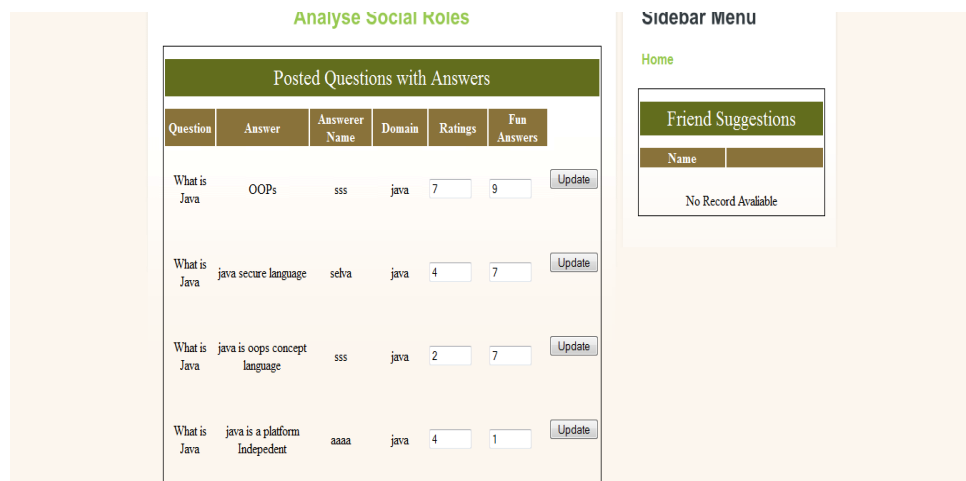 Analyse Social Roles
Posted Questions with Answers
Question Answer Answerer Name Domain Ratings Fun Answers
What is Java OOPs sss java 7 9 Update
What is Java java secure language selva java 4 7 Update
What is Java java is oops concept language sss java 2 7 Update
What is Java java is a platform Indepedent aaaa java 4 1 Update
Sidebar Menu
Home
Friend Suggestions
Name
No Record Avaliable